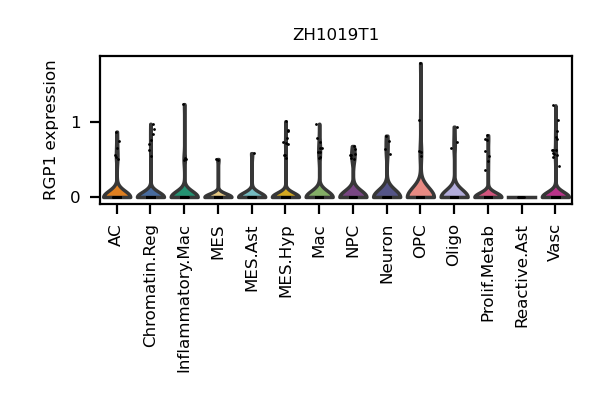 ZH1019T1
RGP1 expression
1
0
AC
Chromatin.Reg
Inflammatory.Mac
MES
MES.Ast
MES.Hyp
Mac
NPC
Neuron
OPC
Oligo
Prolif.Metab
Reactive.Ast
Vasc